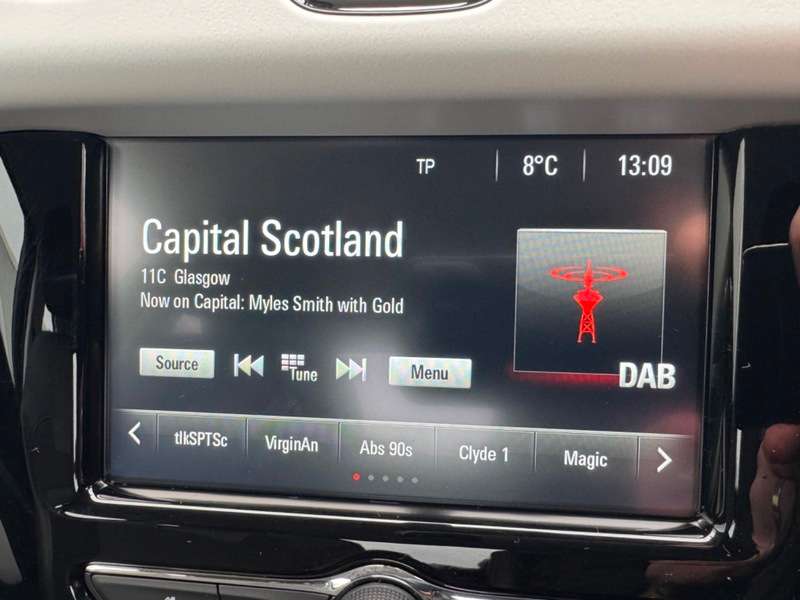 TP 8°C 13:09
Capital Scotland
11C Glasgow
Now on Capital: Myles Smith with Gold
Source Tune Menu
DAB
tlkSPTSc VirginAn Abs 90s Clyde 1 Magic